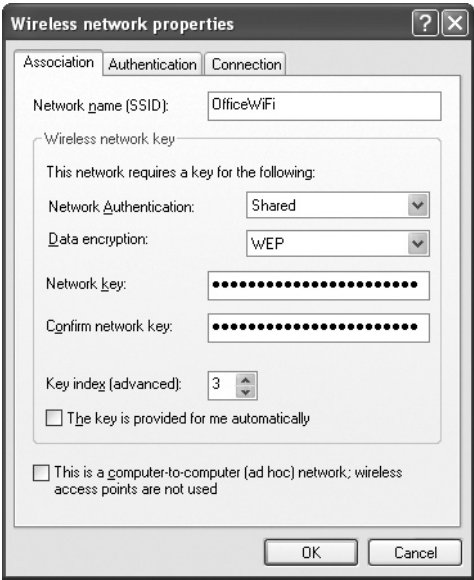 Wireless network properties
Association Authentication Connection
Network name (SSID): OfficeWiFi
Wireless network key
This network requires a key for the following:
Network Authentication: Shared
Data encryption: WEP
Network key: ••••••••••••••••••••••••
Confirm network key: ••••••••••••••••••••••••
Key index (advanced): 3
The key is provided for me automatically
This is a computer-to-computer (ad hoc) network; wireless
access points are not used
OK Cancel